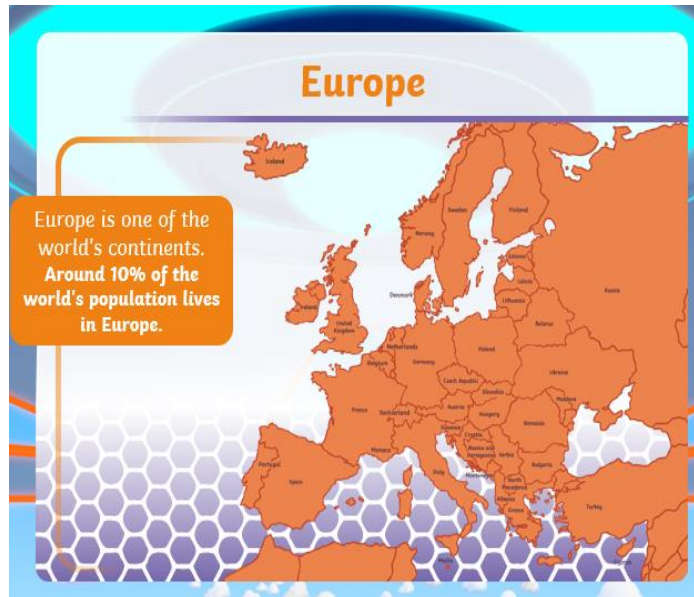 Europe
Europe is one of the
world's continents.
Around 10% of the
world's population lives
in Europe.
Iceland
Sweden
Finland
Norway
Russia
Latvia
Denmark
Lithuania
Ireland
United
Kingdom
Belarus
Netherlands
Poland
Belgium
Germany
Ukraine
Czech Republic
Slovakia
Moldova
France
Switzerland
Austria
Hungary
Romania
Slovenia
Croatia
Monaco
Bosnia and
Herzegovina
Serbia
Portugal
Spain
Italy
Montenegro
Bulgaria
North
Macedonia
Albania
Greece
Turkey
Malta
Cyprus